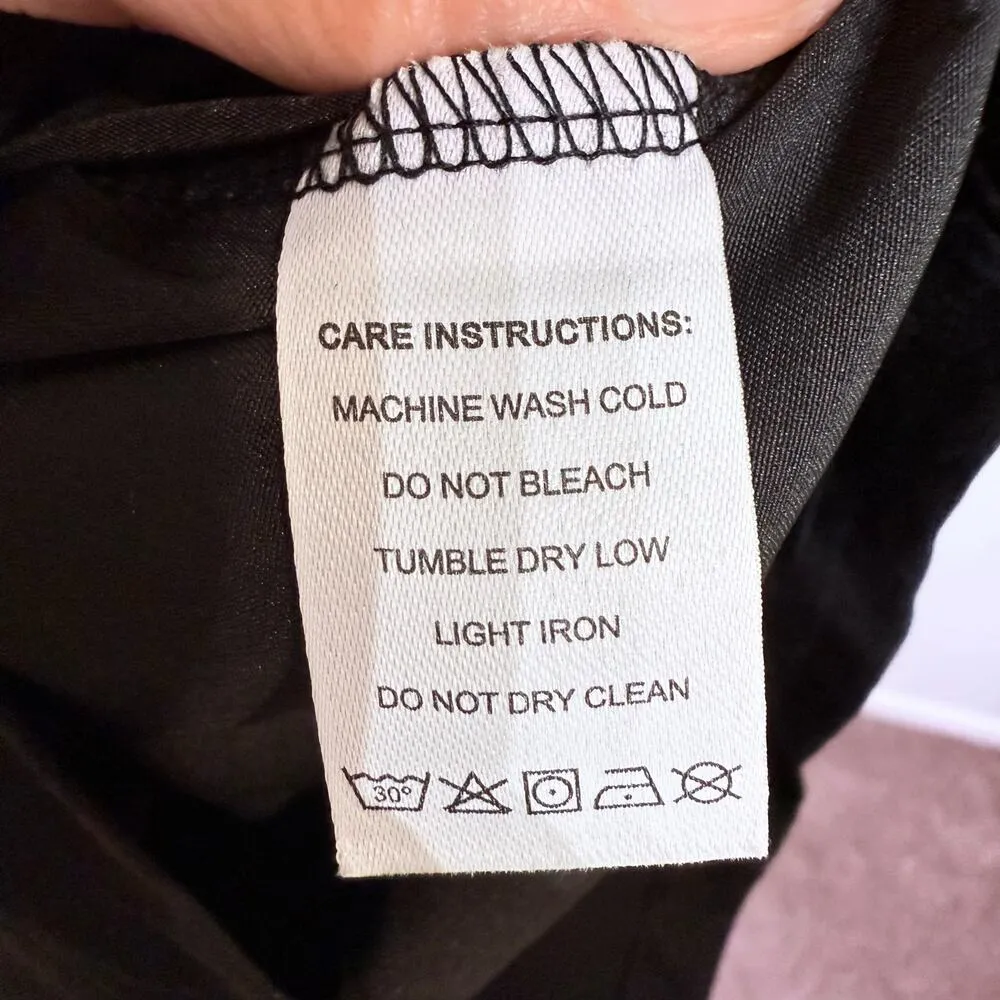 CARE INSTRUCTIONS:
MACHINE WASH COLD
DO NOT BLEACH
TUMBLE DRY LOW
LIGHT IRON
DO NOT DRY CLEAN
30°